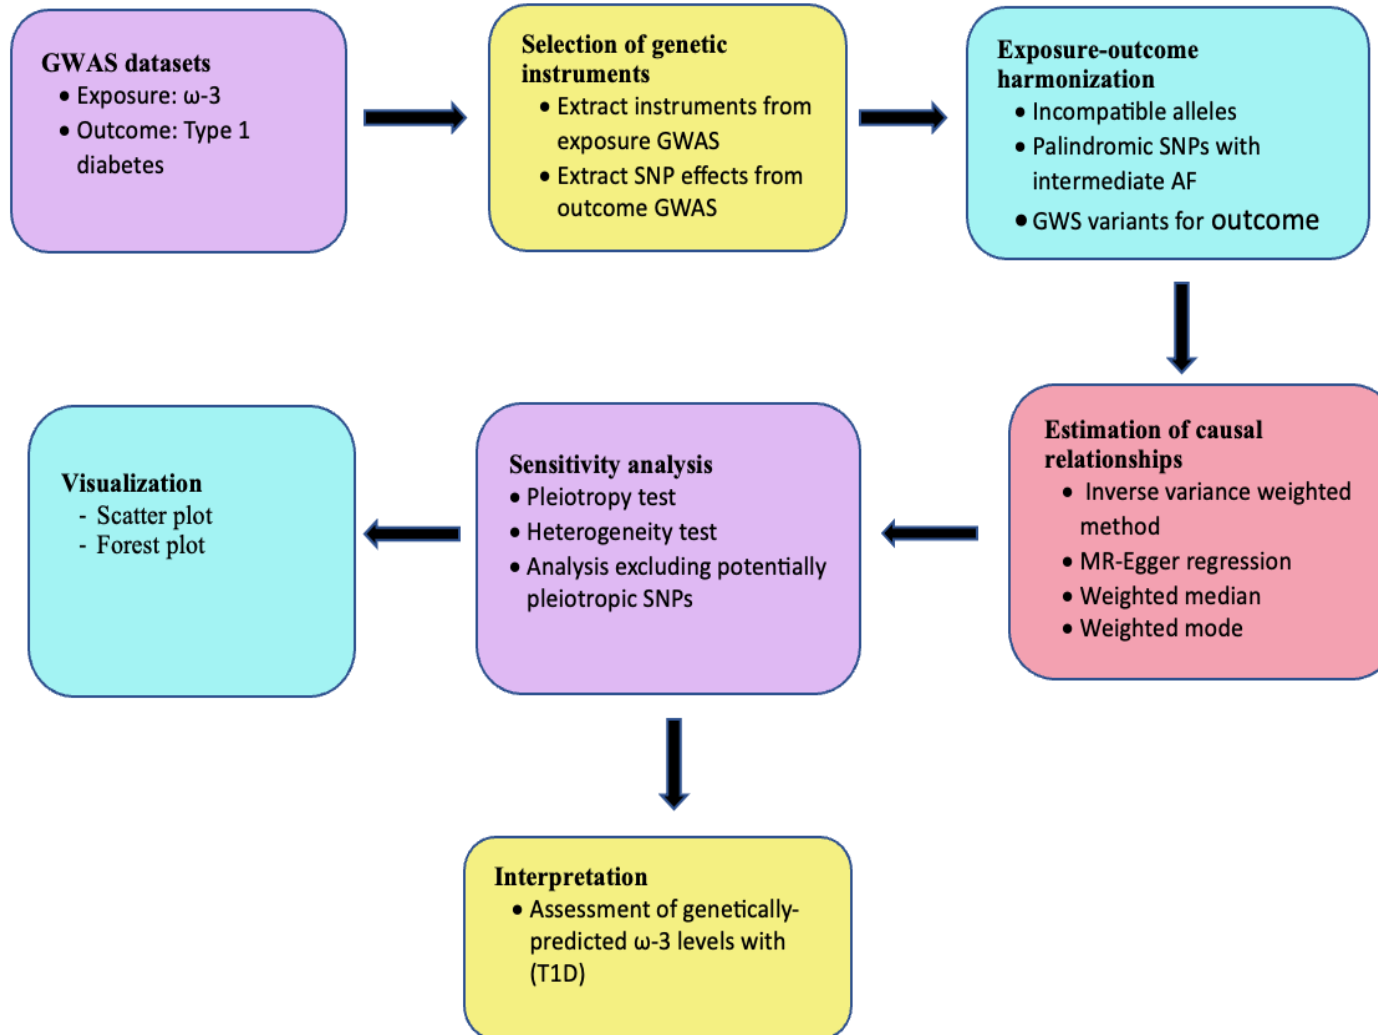 GWAS datasets
• Exposure: ω-3
• Outcome: Type 1
diabetes
Selection of genetic
instruments
• Extract instruments from
exposure GWAS
• Extract SNP effects from
outcome GWAS
Exposure-outcome
harmonization
• Incompatible alleles
• Palindromic SNPs with
intermediate AF
• GWS variants for outcome
Estimation of causal
relationships
• Inverse variance weighted
method
• MR-Egger regression
• Weighted median
• Weighted mode
Sensitivity analysis
• Pleiotropy test
• Heterogeneity test
• Analysis excluding potentially
pleiotropic SNPs
Visualization
- Scatter plot
- Forest plot
Interpretation
• Assessment of genetically-
predicted ω-3 levels with
(T1D)